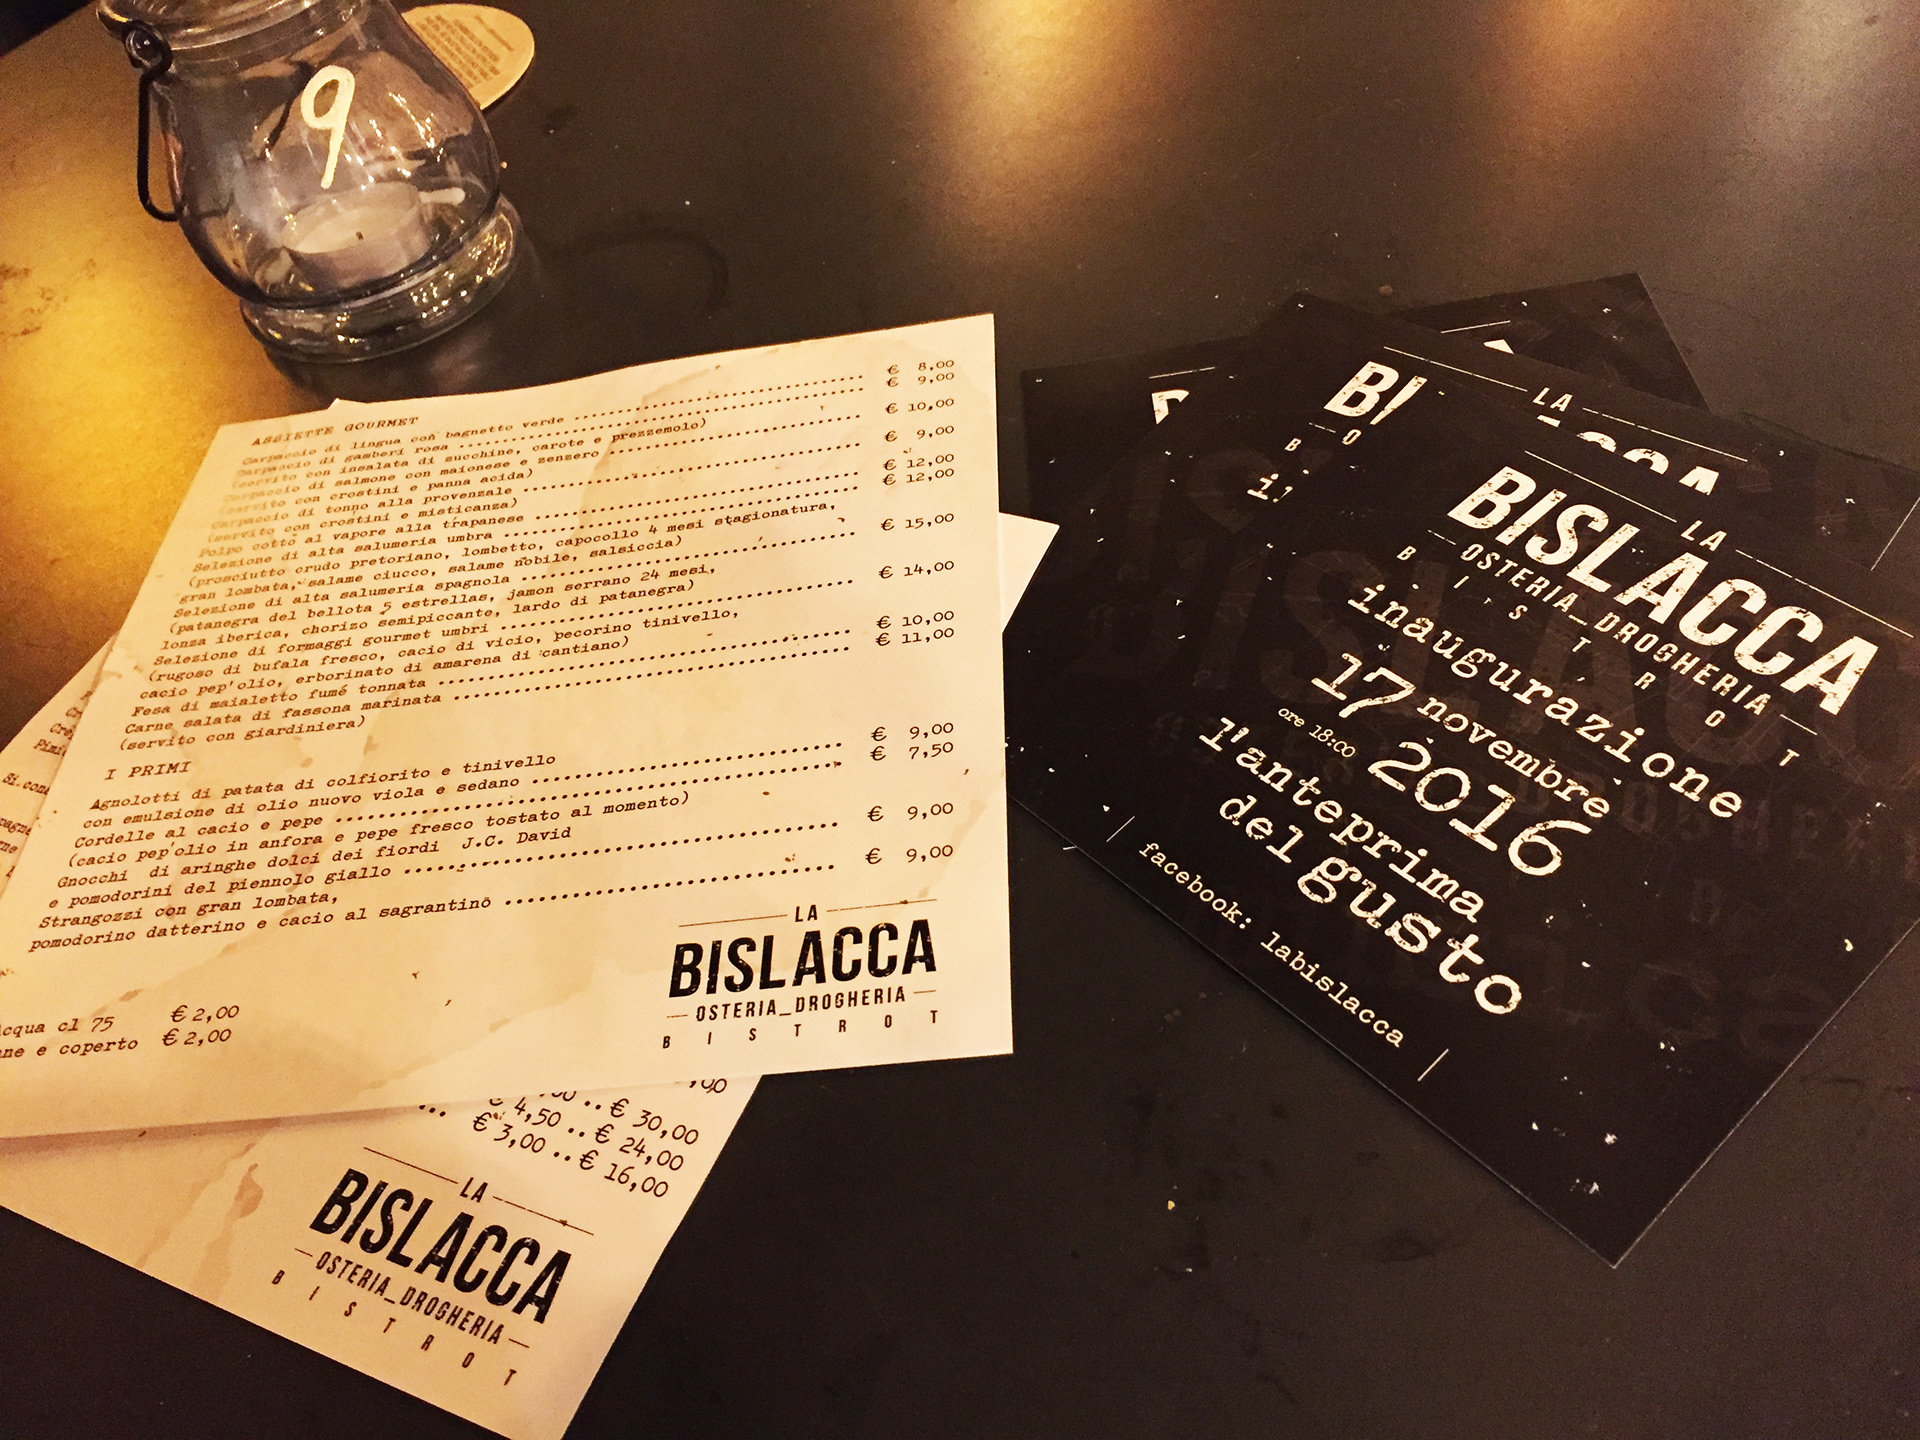 9
ASSIETTE GOURMET
Carpaccio di lingua con bagnetto verde ........ € 8,00
Carpaccio di gamberi rosa ........ € 9,00
(servito con insalata di zucchine, carote e prezzemolo)
Carpaccio di salmone con maionese e zenzero ........ € 10,00
(servito con crostini e panna acida)
Carpaccio di tonno alla provenzale ........ € 9,00
(servito con crostini e misticanza)
Polpo cotto al vapore alla trapanese ........ € 12,00
Selezione di alta salumeria umbra ........ € 12,00
(prosciutto crudo pretoriano, lombetto, capocollo 4 mesi stagionatura,
gran lombata, salame ciucco, salame nobile, salsiccia)
Selezione di alta salumeria spagnola ........ € 15,00
(patanegra del bellota 5 estrellas, jamon serrano 24 mesi,
lonza iberica, chorizo semipiccante, lardo di patanegra)
Selezione di formaggi gourmet umbri ........ € 14,00
(rugoso di bufala fresco, cacio di vicio, pecorino tinivello,
cacio pep'olio, erborinato di amarena di cantiano)
Fesa di maialetto fumé tonnata ........ € 10,00
Carne salata di fassona marinata ........ € 11,00
(servito con giardiniera)
I PRIMI
Agnolotti di patata di colfiorito e tinivello
con emulsione di olio nuovo viola e sedano ........ € 9,00
Cordelle al cacio e pepe ........ € 7,50
(cacio pep'olio in anfora e pepe fresco tostato al momento)
Gnocchi di aringhe dolci dei fiordi J.C. David
e pomodorini del piennolo giallo ........ € 9,00
Strangozzi con gran lombata,
pomodorino datterino e cacio al sagrantino ........ € 9,00
Acqua cl 75 € 2,00
e coperto € 2,00
LA
BISLACCA
OSTERIA_DROGHERIA
BISTROT
€ 30,00
€ 4,50 .. € 24,00
€ 3,00 .. € 16,00
LA
BISLACCA
OSTERIA_DROGHERIA
BISTROT
LA
LA
BISLACCA
OSTERIA_DROGHERIA
BISTROT
inaugurazione
17 novembre
ore 18:00 2016
l'anteprima
del gusto
facebook: labislacca